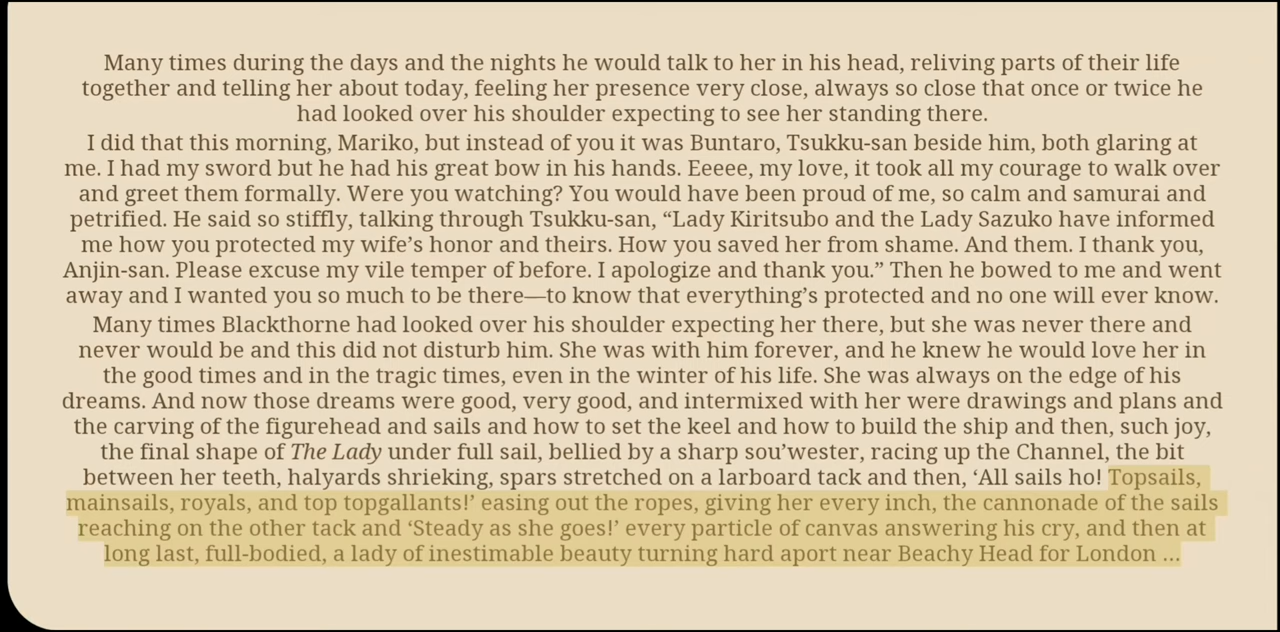 Many times during the days and the nights he would talk to her in his head, reliving parts of their life
together and telling her about today, feeling her presence very close, always so close that once or twice he
had looked over his shoulder expecting to see her standing there.
I did that this morning, Mariko, but instead of you it was Buntaro, Tsukku-san beside him, both glaring at
me. I had my sword but he had his great bow in his hands. Eeeee, my love, it took all my courage to walk over
and greet them formally. Were you watching? You would have been proud of me, so calm and samurai and
petrified. He said so stiffly, talking through Tsukku-san, “Lady Kiritsubo and the Lady Sazuko have informed
me how you protected my wife’s honor and theirs. How you saved her from shame. And them. I thank you,
Anjin-san. Please excuse my vile temper of before. I apologize and thank you.” Then he bowed to me and went
away and I wanted you so much to be there—to know that everything’s protected and no one will ever know.
Many times Blackthorne had looked over his shoulder expecting her there, but she was never there and
never would be and this did not disturb him. She was with him forever, and he knew he would love her in
the good times and in the tragic times, even in the winter of his life. She was always on the edge of his
dreams. And now those dreams were good, very good, and intermixed with her were drawings and plans and
the carving of the figurehead and sails and how to set the keel and how to build the ship and then, such joy,
the final shape of The Lady under full sail, bellied by a sharp sou’wester, racing up the Channel, the bit
between her teeth, halyards shrieking, spars stretched on a larboard tack and then, ‘All sails ho! Topsails,
mainsails, royals, and top topgallants!’ easing out the ropes, giving her every inch, the cannonade of the sails
reaching on the other tack and ‘Steady as she goes!’ every particle of canvas answering his cry, and then at
long last, full-bodied, a lady of inestimable beauty turning hard aport near Beachy Head for London ...